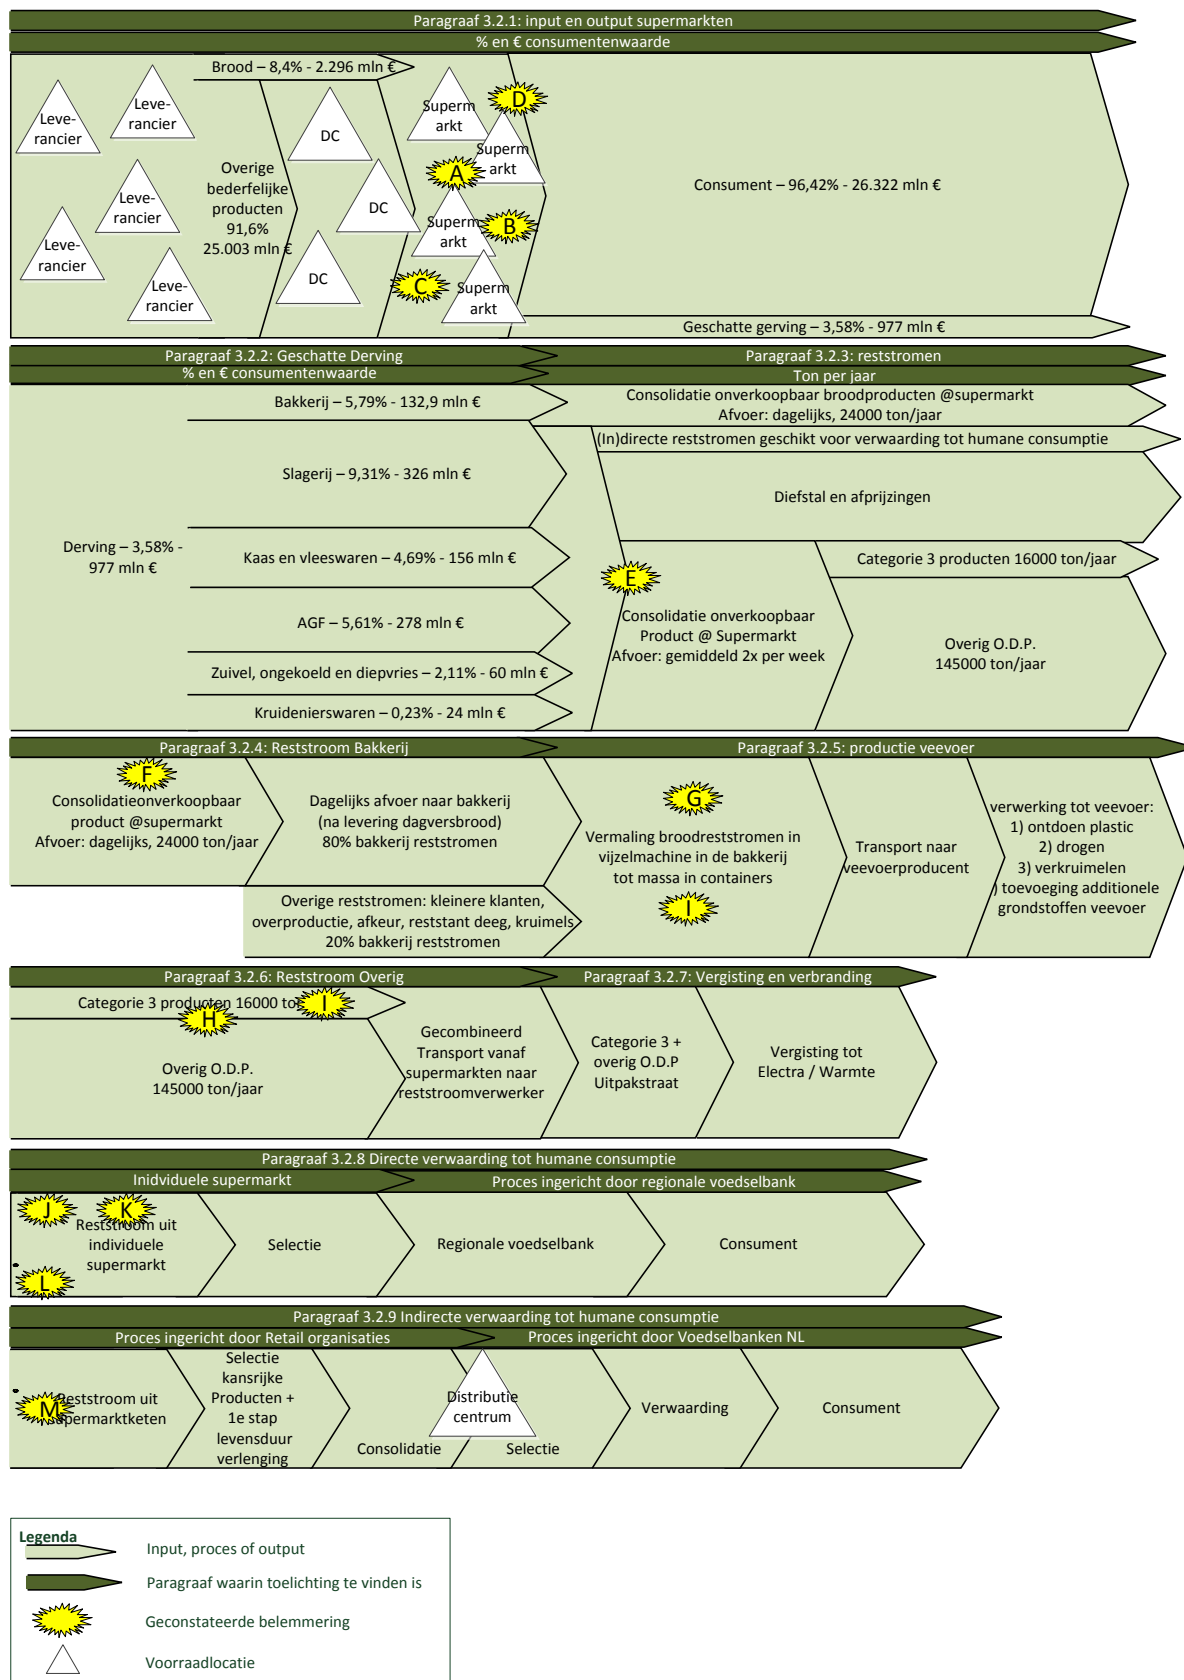 Paragraaf 3.2.1: input en output supermarkten
% en € consumentenwaarde
Brood – 8,4% - 2.296 mln €
Leve-
rancier
Leve-
rancier
Leve-
rancier
Leve-
rancier
Leve-
rancier
Overige
bederfelijke
producten
91,6%
25.003 mln €
DC
DC
DC
Superm
arkt
Superm
arkt
Superm
arkt
Superm
arkt
D
A
B
C
Consument – 96,42% - 26.322 mln €
Geschatte gerving – 3,58% - 977 mln €
Paragraaf 3.2.2: Geschatte Derving
% en € consumentenwaarde
Derving – 3,58% -
977 mln €
Bakkerij – 5,79% - 132,9 mln €
Slagerij – 9,31% - 326 mln €
Kaas en vleeswaren – 4,69% - 156 mln €
AGF – 5,61% - 278 mln €
Zuivel, ongekoeld en diepvries – 2,11% - 60 mln €
Kruidenierswaren – 0,23% - 24 mln €
Paragraaf 3.2.3: reststromen
Ton per jaar
Consolidatie onverkoopbaar broodproducten @supermarkt
Afvoer: dagelijks, 24000 ton/jaar
(In)directe reststromen geschikt voor verwaarding tot humane consumptie
Diefstal en afprijzingen
E
Consolidatie onverkoopbaar
Product @ Supermarkt
Afvoer: gemiddeld 2x per week
Categorie 3 producten 16000 ton/jaar
Overig O.D.P.
145000 ton/jaar
Paragraaf 3.2.4: Reststroom Bakkerij
F
Consolidatieonverkoopbaar
product @supermarkt
Afvoer: dagelijks, 24000 ton/jaar
Dagelijks afvoer naar bakkerij
(na levering dagversbrood)
80% bakkerij reststromen
Overige reststromen: kleinere klanten,
overproductie, afkeur, reststant deeg, kruimels
20% bakkerij reststromen
Paragraaf 3.2.5: productie veevoer
G
Vermaling broodreststromen in
vijzelmachine in de bakkerij
tot massa in containers
I
Transport naar
veevoerproducent
verwerking tot veevoer:
1) ontdoen plastic
2) drogen
3) verkruimelen
) toevoeging additionele
grondstoffen veevoer
Paragraaf 3.2.6: Reststroom Overig
Categorie 3 producten 16000 ton
I
H
Overig O.D.P.
145000 ton/jaar
Gecombineerd
Transport vanaf
supermarkten naar
reststroomverwerker
Paragraaf 3.2.7: Vergisting en verbranding
Categorie 3 +
overig O.D.P
Uitpakstraat
Vergisting tot
Electra / Warmte
Paragraaf 3.2.8 Directe verwaarding tot humane consumptie
Inidviduele supermarkt
Proces ingericht door regionale voedselbank
J
K
L
Reststroom uit
individuele
supermarkt
Selectie
Regionale voedselbank
Consument
Paragraaf 3.2.9 Indirecte verwaarding tot humane consumptie
Proces ingericht door Retail organisaties
Proces ingericht door Voedselbanken NL
M
Reststroom uit
supermarktketen
Selectie
kansrijke
Producten +
1e stap
levensduur
verlenging
Consolidatie
Distributie
centrum
Selectie
Verwaarding
Consument
Legenda
Input, proces of output
Paragraaf waarin toelichting te vinden is
Geconstateerde belemmering
Voorraadlocatie